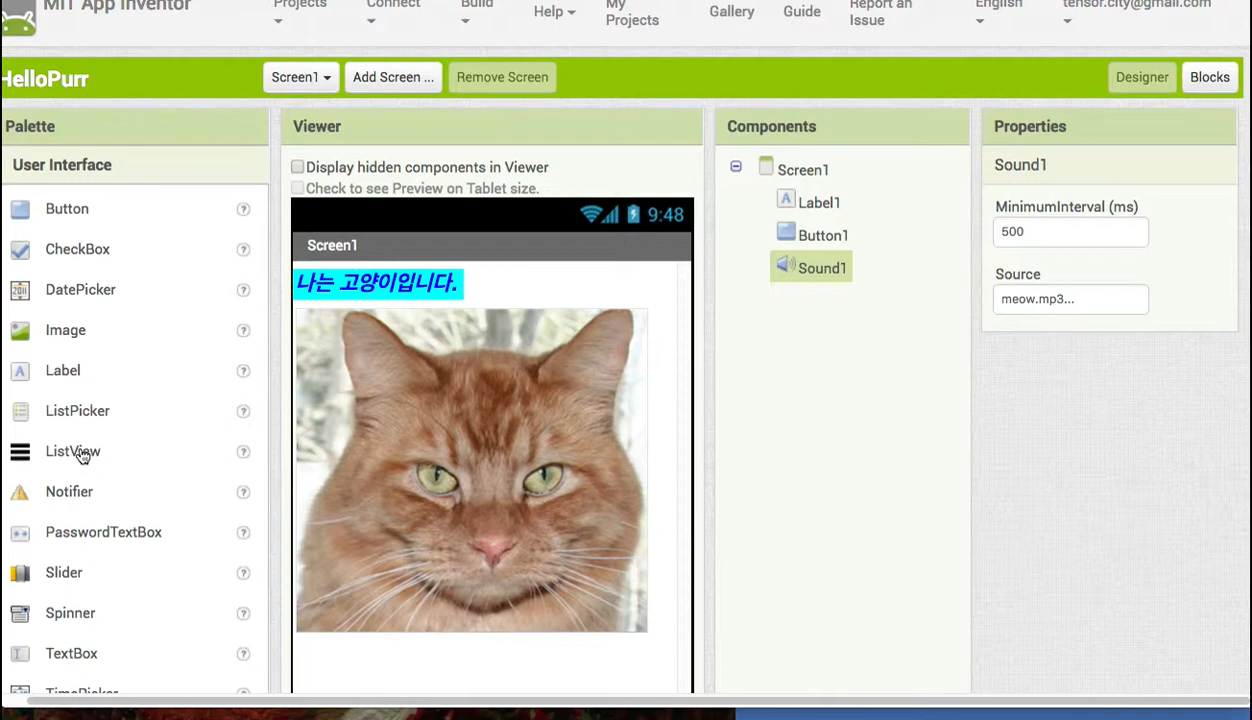 MIT App Inventor
Projects
Connect
Build
Help
My Projects
Gallery
Guide
Report an Issue
English
tensor.city@gmail.com
HelloPurr
Screen1
Add Screen ...
Remove Screen
Designer
Blocks
Palette
Viewer
Components
Properties
User Interface
Button
CheckBox
DatePicker
Image
Label
ListPicker
ListView
Notifier
PasswordTextBox
Slider
Spinner
TextBox
TimePicker
Display hidden components in Viewer
Check to see Preview on Tablet size.
9:48
Screen1
나는 고양이입니다.
Screen1
Label1
Button1
Sound1
Sound1
MinimumInterval (ms)
500
Source
meow.mp3...